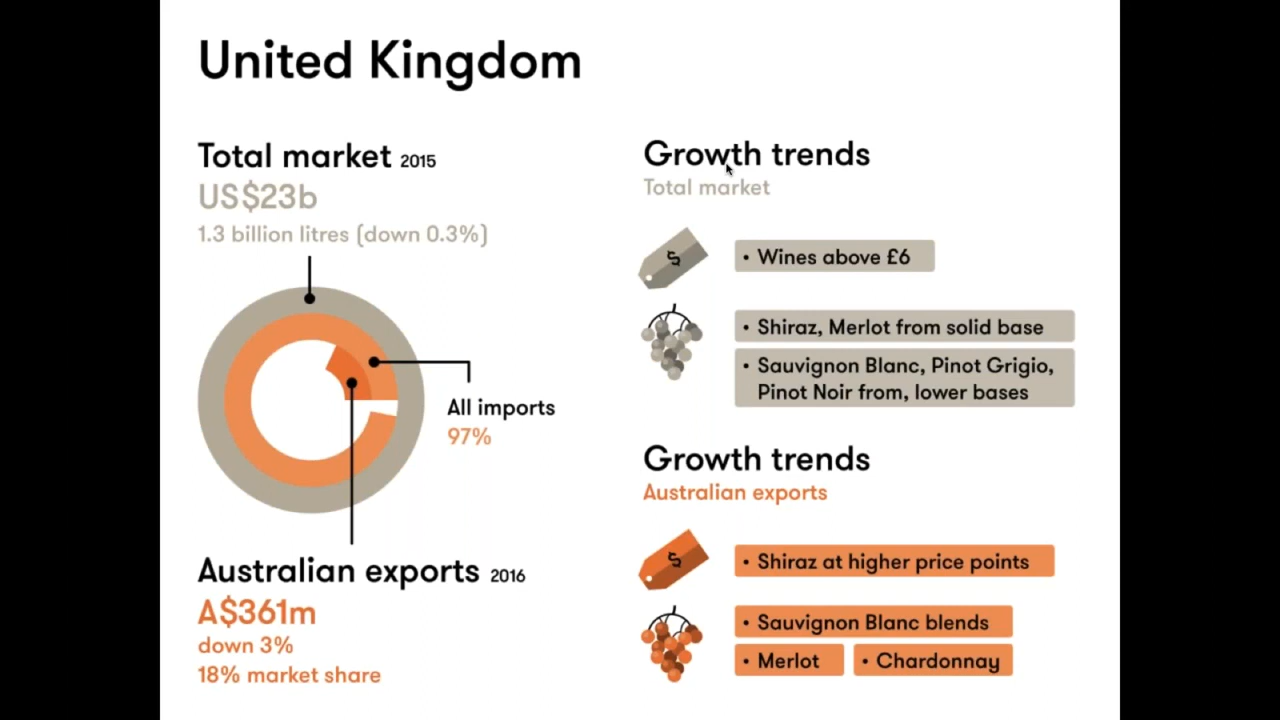 United Kingdom
Total market 2015
US$23b
1.3 billion litres (down 0.3%)
All imports
97%
Australian exports 2016
A$361m
down 3%
18% market share
Growth trends
Total market
$
• Wines above £6
• Shiraz, Merlot from solid base
• Sauvignon Blanc, Pinot Grigio,
Pinot Noir from, lower bases
Growth trends
Australian exports
$
• Shiraz at higher price points
• Sauvignon Blanc blends
• Merlot
• Chardonnay